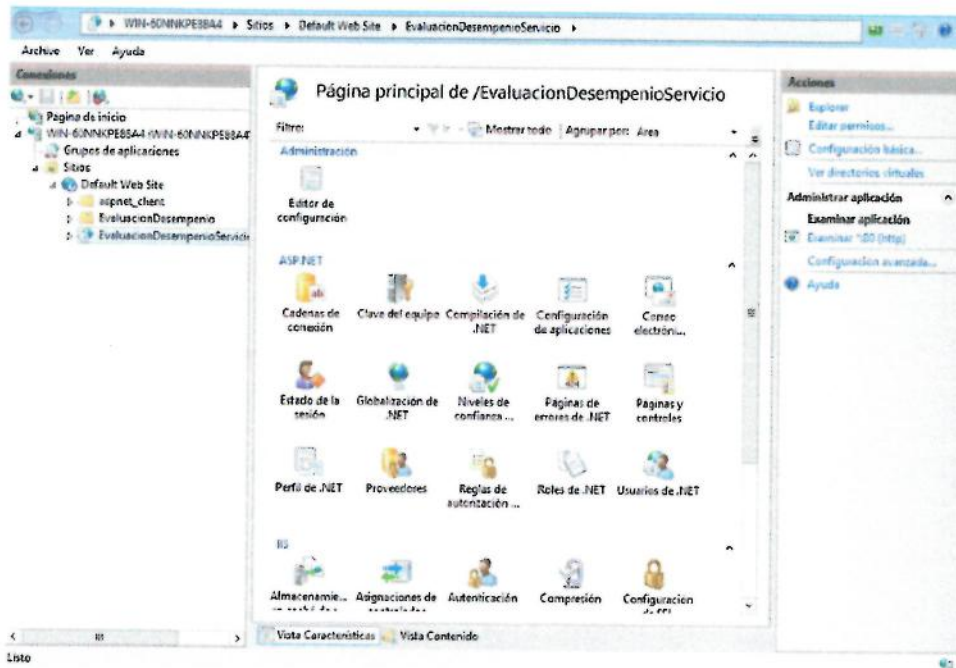 WIN-60NNKPE88A4 ▸ Sitios ▸ Default Web Site ▸ EvaluacionDesempenioServicio ▸
Archivo Ver Ayuda
Conexiones
Página de inicio
WIN-60NNKPE88A4 (WIN-60NNKPE88A4
Grupos de aplicaciones
Sitios
Default Web Site
aspnet_client
EvaluacionDesempenio
EvaluacionDesempenioServicio
Página principal de /EvaluacionDesempenioServicio
Filtro: Mostrar todo Agrupar por: Área
Administración
Editor de
configuración
ASP.NET
Cadenas de
conexión
Clave del equipo
Compilación de
.NET
Configuración
de aplicaciones
Correo
electróni...
Estado de la
sesión
Globalización de
.NET
Niveles de
confianza ...
Páginas de
errores de .NET
Páginas y
controles
Perfil de .NET
Proveedores
Reglas de
autorización ...
Roles de .NET
Usuarios de .NET
IIS
Almacenamie...
Asignaciones de
Autenticación
Compresión
Configuración
de SSL
Vista Características
Vista Contenido
Acciones
Explorar
Editar permisos...
Configuración básica...
Ver directorios virtuales
Administrar aplicación
Examinar aplicación
Examinar *:80 (http)
Configuración avanzada...
Ayuda
Listo